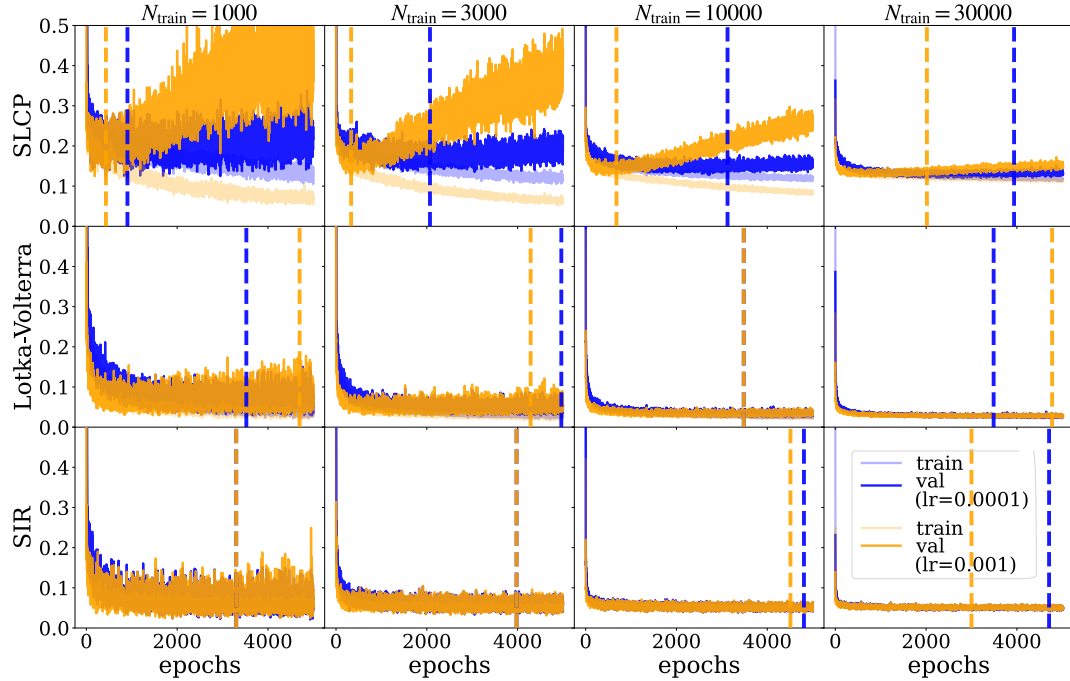 N_train = 1000 N_train = 3000 N_train = 10000 N_train = 30000
SLCP
0.5
0.4
0.3
0.2
0.1
0.0
Lotka-Volterra
0.4
0.3
0.2
0.1
0.0
SIR
0.4
0.3
0.2
0.1
0.0
train
val
(lr=0.0001)
train
val
(lr=0.001)
0 2000 4000 0 2000 4000 0 2000 4000 0 2000 4000
epochs epochs epochs epochs